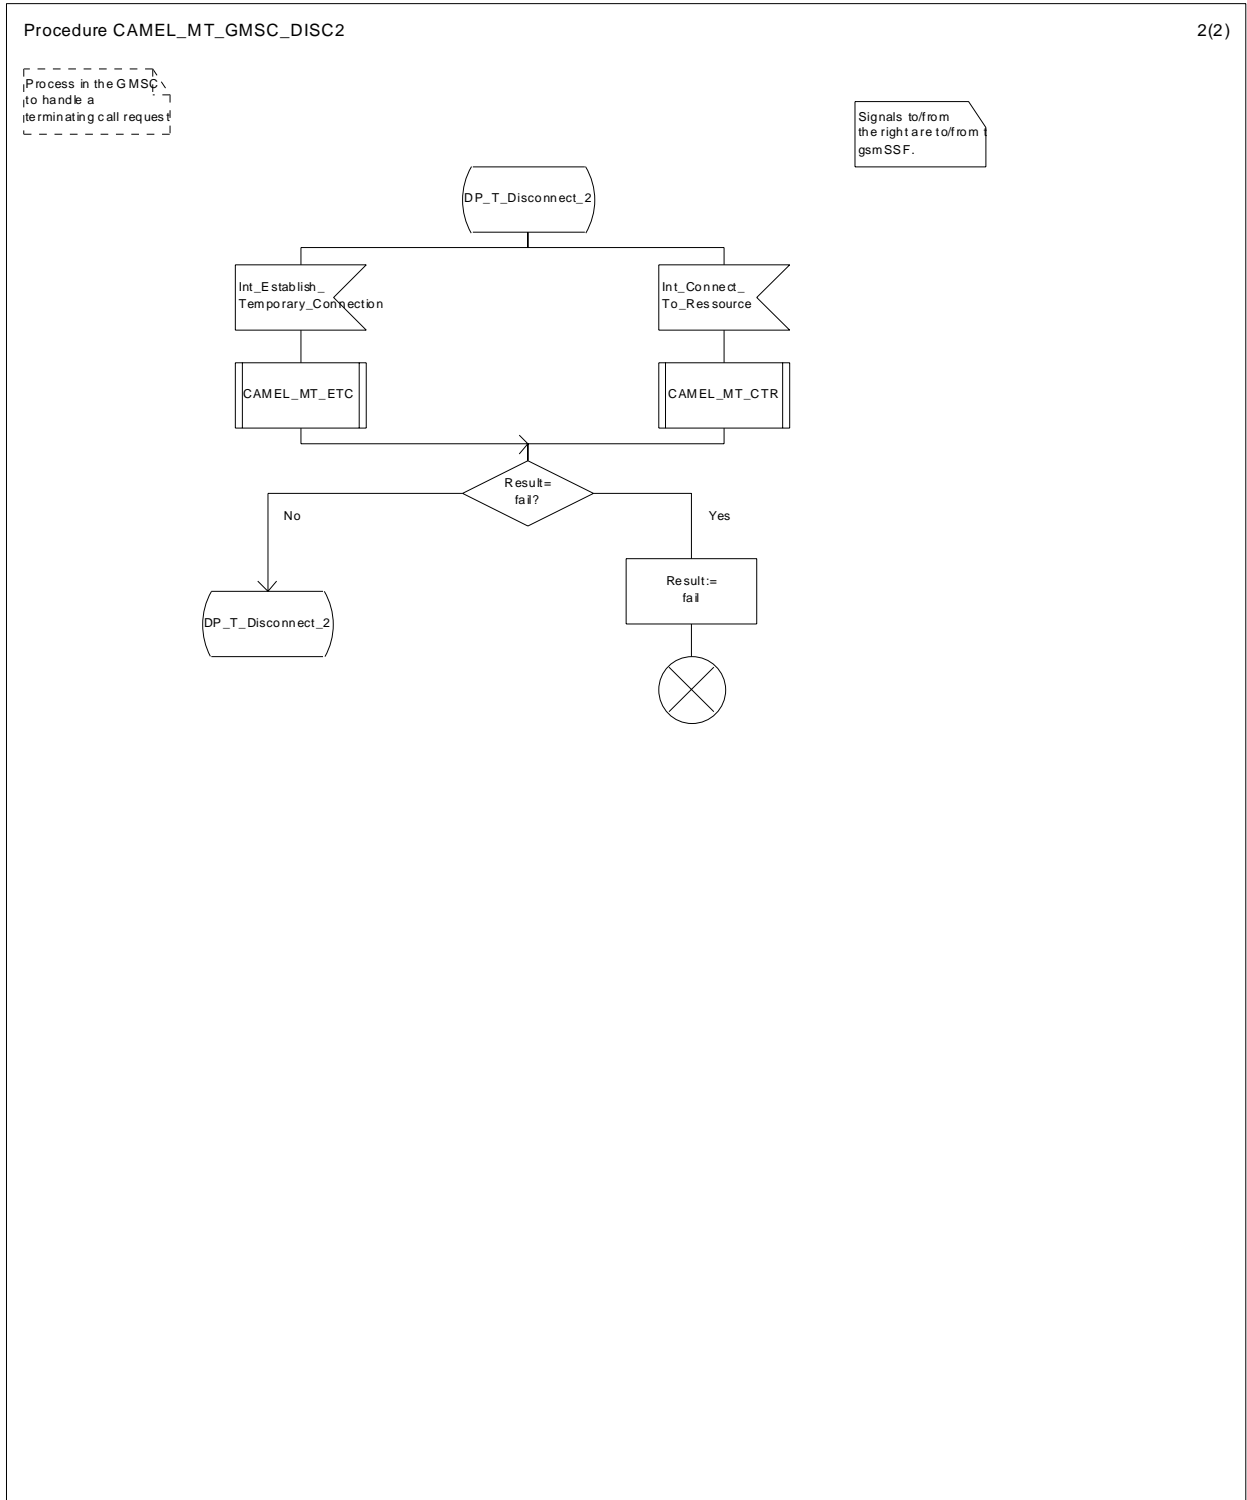 Procedure CAMEL_MT_GMSC_DISC2
2(2)
Process in the GMSC
to handle a
terminating call request
Signals to/from
the right are to/from t
gsmSSF.
DP_T_Disconnect_2
Int_Establish_
Temporary_Connection
Int_Connect_
To_Ressource
CAMEL_MT_ETC
CAMEL_MT_CTR
Result=
fail?
No
Yes
Result:=
fail
DP_T_Disconnect_2